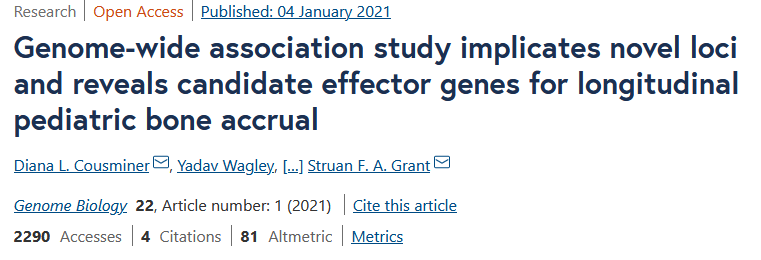 Research | Open Access | Published: 04 January 2021
Genome-wide association study implicates novel loci
and reveals candidate effector genes for longitudinal
pediatric bone accrual
Diana L. Cousminer, Yadav Wagley, [...] Struan F. A. Grant
Genome Biology 22, Article number: 1 (2021) | Cite this article
2290 Accesses | 4 Citations | 81 Altmetric | Metrics